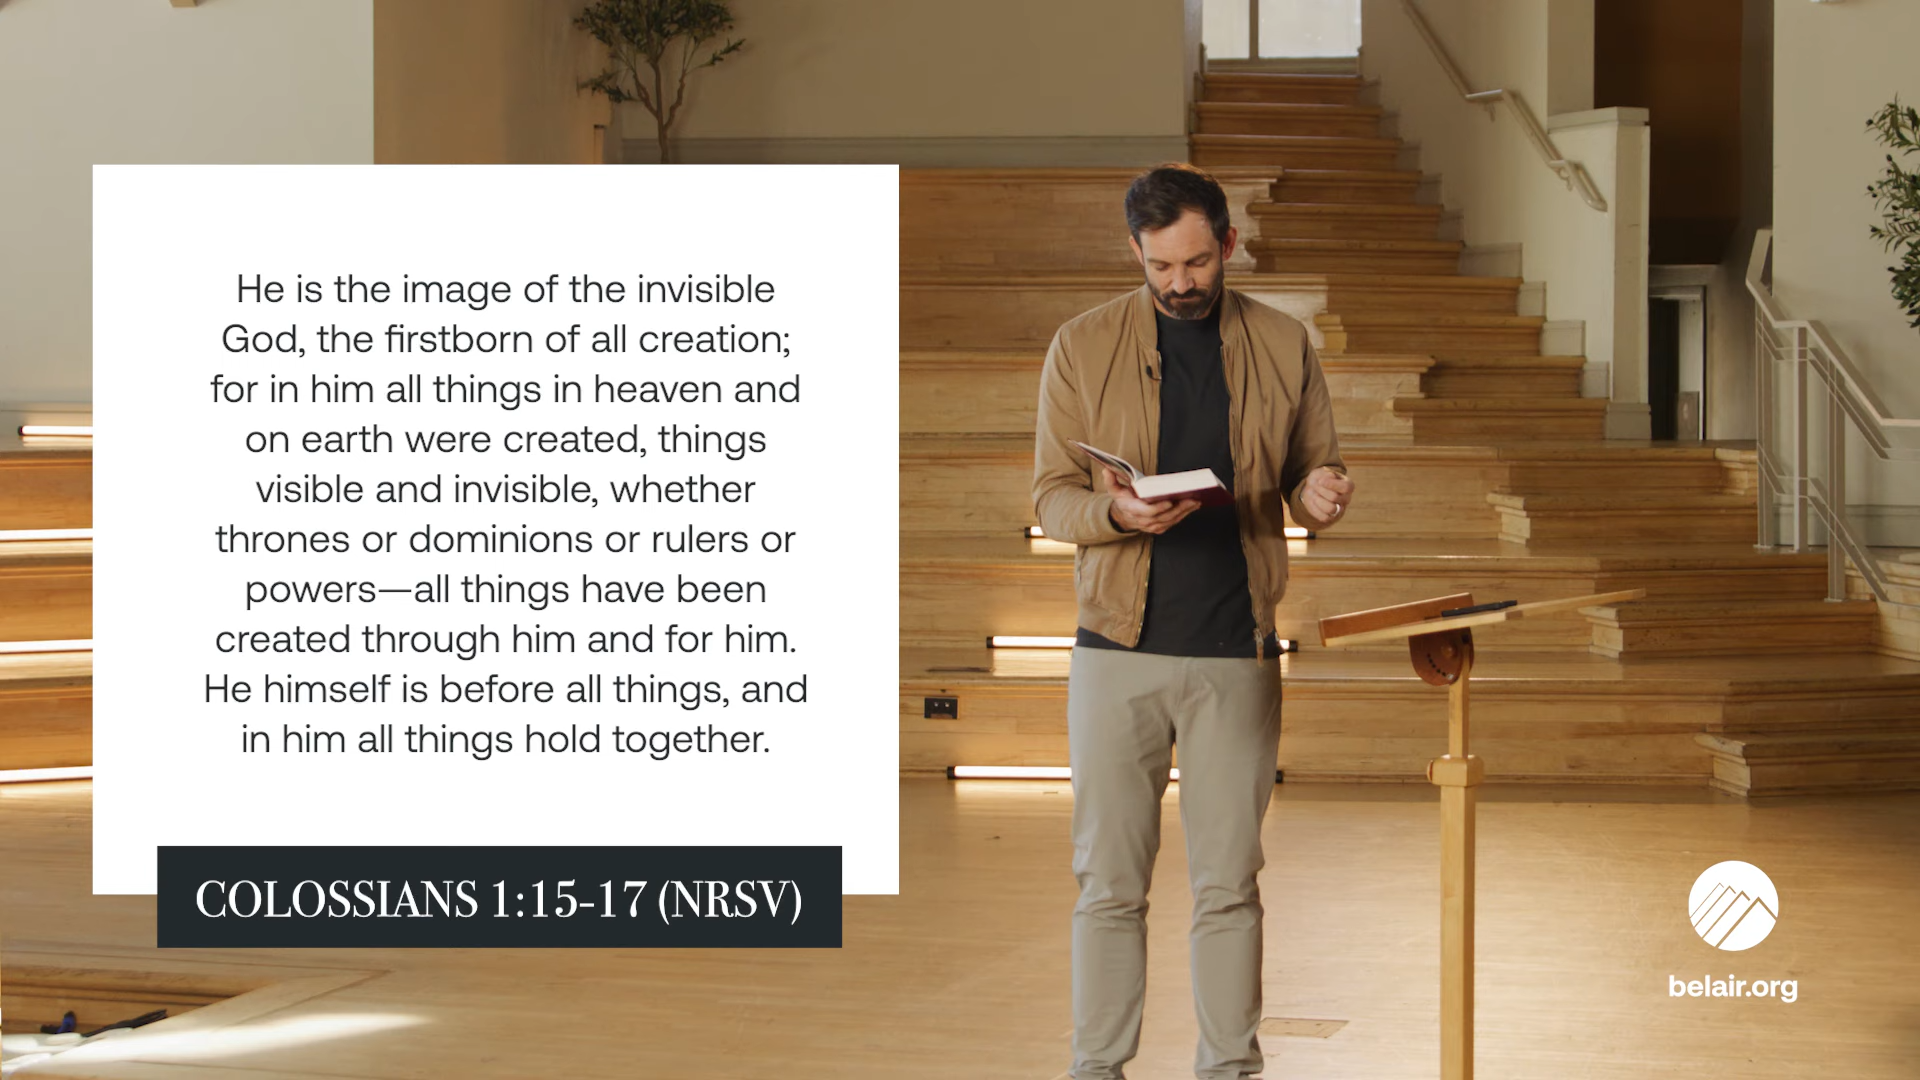 He is the image of the invisible
God, the firstborn of all creation;
for in him all things in heaven and
on earth were created, things
visible and invisible, whether
thrones or dominions or rulers or
powers—all things have been
created through him and for him.
He himself is before all things, and
in him all things hold together.
COLOSSIANS 1:15-17 (NRSV)
belair.org